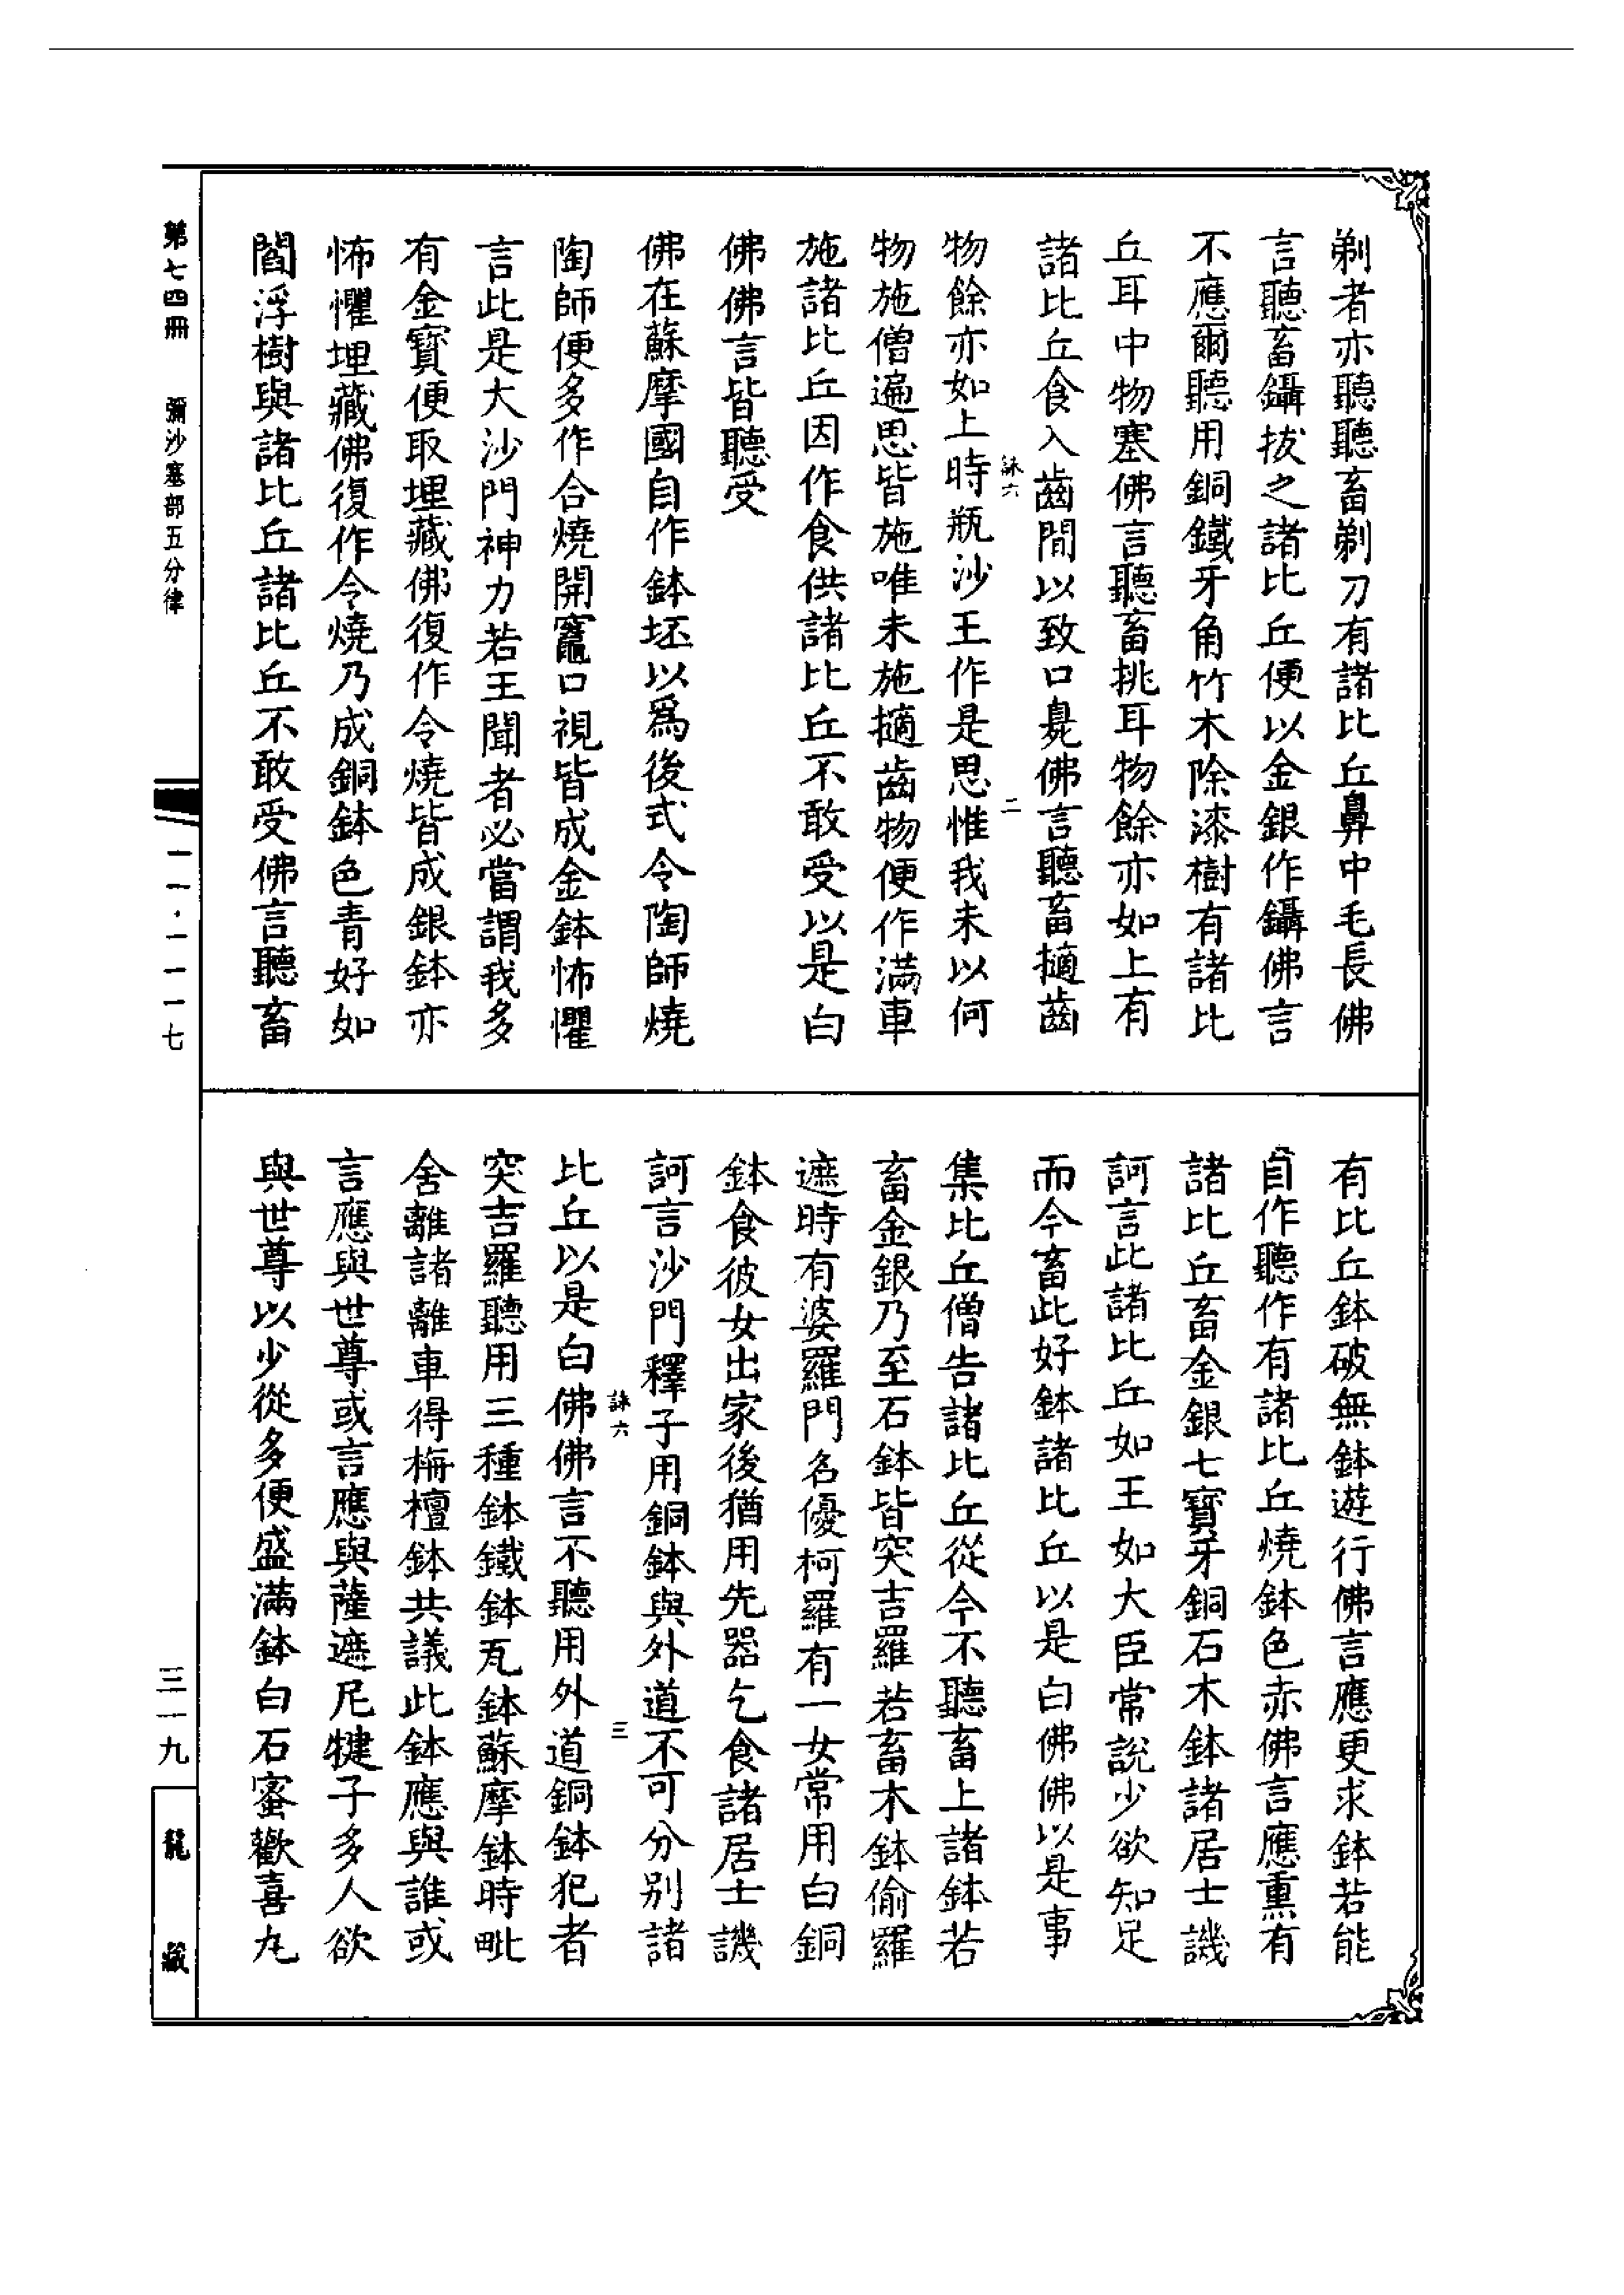 剃者亦聽聽畜剃刀有諸比丘鼻中毛長佛
言聽畜鑷拔之諸比丘便以金銀作鑷佛言
不應爾聽用銅鐵牙角竹木除漆樹有諸比
丘耳中物塞佛言聽畜挑耳物餘亦如上有
諸比丘食入齒間以致口臭佛言聽畜擿齒
詠六
二
物餘亦如上時瓶沙王作是思惟我未以何
物施僧遍思皆施唯未施擿齒物便作滿車
施諸比丘因作食供諸比丘不敢受以是白
佛佛言皆聽受
佛在蘇摩國自作鉢坯以為後式令陶師燒
陶師便多作合燒開竈口視皆成金鉢怖懼
言此是大沙門神力若王聞者必當謂我多
有金寶便取埋藏佛復作令燒皆成銀鉢亦
怖懼埋藏佛復作令燒乃成銅鉢色青好如
閻浮樹與諸比丘諸比丘不敢受佛言聽畜
有比丘鉢破無鉢遊行佛言應更求鉢若能
自作聽作有諸比丘燒鉢色赤佛言應熏有
諸比丘畜金銀七寶牙銅石木鉢諸居士譏
訶言此諸比丘如王如大臣常說少欲知足
而今畜此好鉢諸比丘以是白佛佛以是事
集比丘僧告諸比丘從今不聽畜上諸鉢若
畜金銀乃至石鉢皆突吉羅若畜木鉢偷羅
遮時有婆羅門名優柯羅有一女常用白銅
鉢食彼女出家後猶用先器乞食諸居士譏
訶言沙門釋子用銅鉢與外道不可分別諸
詠六
三
比丘以是白佛佛言不聽用外道銅鉢犯者
突吉羅聽用三種鉢鐵鉢瓦鉢蘇摩鉢時毗
舍離諸離車得栴檀鉢共議此鉢應與誰或
言應與世尊或言應與薩遮尼犍子多人欲
與世尊以少從多便盛滿鉢白石蜜歡喜丸
第七四冊　彌沙塞部五分律
一一·一一一七
三一九
龍藏